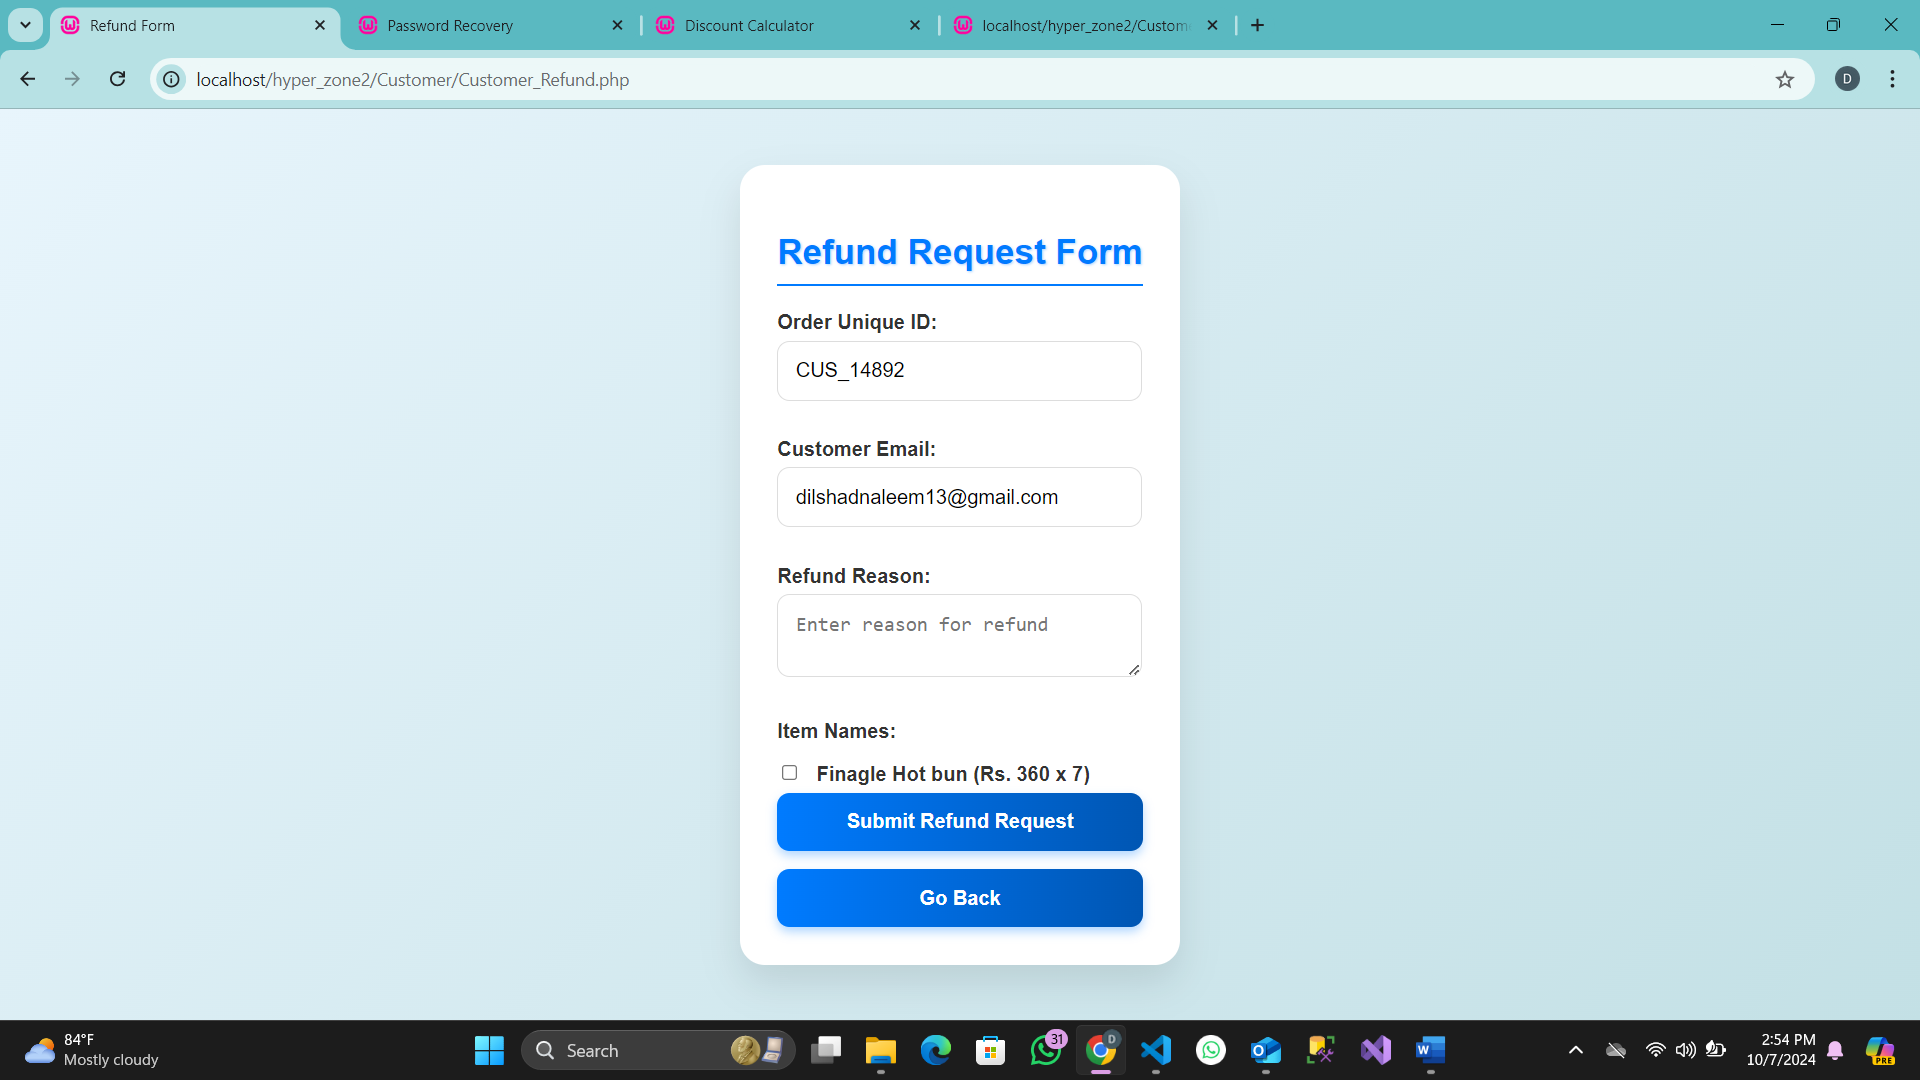 Refund Form
Password Recovery
Discount Calculator
localhost/hyper_zone2/Custom
localhost/hyper_zone2/Customer/Customer_Refund.php
D
Refund Request Form
Order Unique ID:
CUS_14892
Customer Email:
dilshadnaleem13@gmail.com
Refund Reason:
Enter reason for refund
Item Names:
Finagle Hot bun (Rs. 360 x 7)
Submit Refund Request
Go Back
84°F
Mostly cloudy
Search
31
D
2:54 PM
10/7/2024
PRE